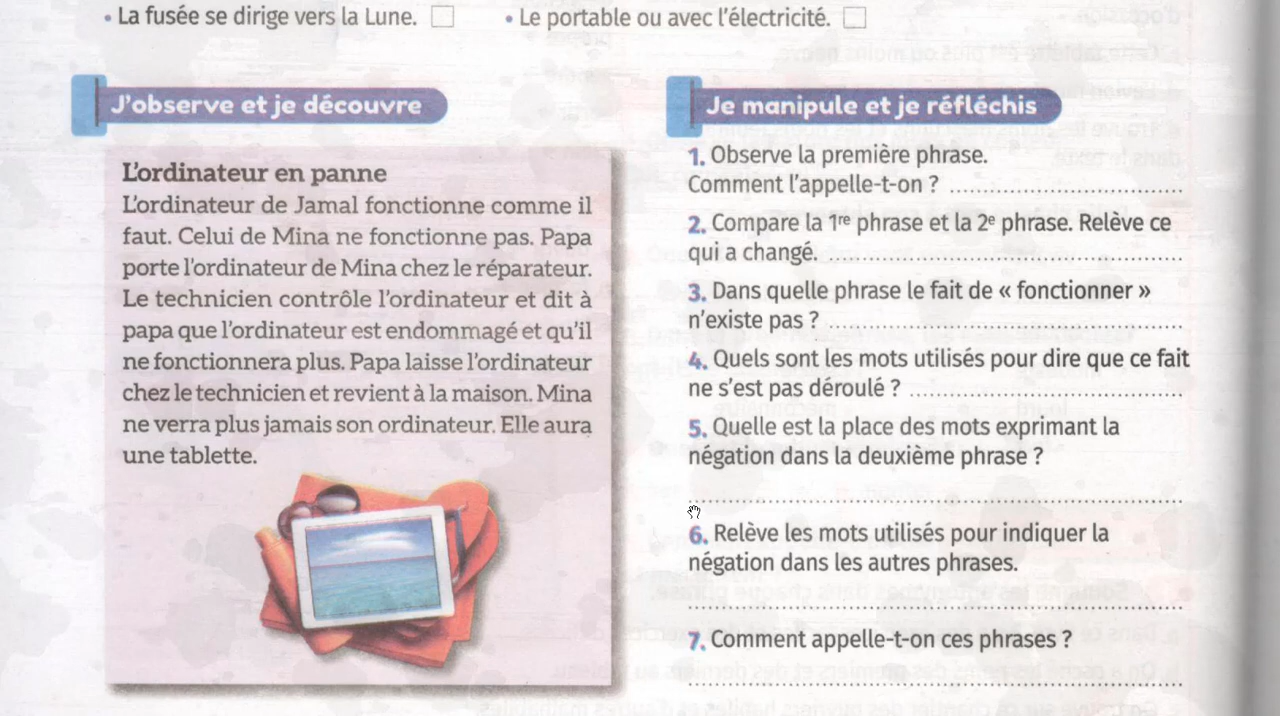 • La fusée se dirige vers la Lune. □
• Le portable ou avec l'électricité. □
J'observe et je découvre
L'ordinateur en panne
L'ordinateur de Jamal fonctionne comme il
faut. Celui de Mina ne fonctionne pas. Papa
porte l'ordinateur de Mina chez le réparateur.
Le technicien contrôle l'ordinateur et dit à
papa que l'ordinateur est endommagé et qu'il
ne fonctionnera plus. Papa laisse l'ordinateur
chez le technicien et revient à la maison. Mina
ne verra plus jamais son ordinateur. Elle aura
une tablette.
Je manipule et je réfléchis
1. Observe la première phrase.
Comment l'appelle-t-on ? ........................................
2. Compare la 1re phrase et la 2e phrase. Relève ce
qui a changé. ........................................
3. Dans quelle phrase le fait de « fonctionner »
n'existe pas ? ........................................
4. Quels sont les mots utilisés pour dire que ce fait
ne s'est pas déroulé ? ........................................
5. Quelle est la place des mots exprimant la
négation dans la deuxième phrase ?
........................................
6. Relève les mots utilisés pour indiquer la
négation dans les autres phrases.
........................................
7. Comment appelle-t-on ces phrases ?
........................................